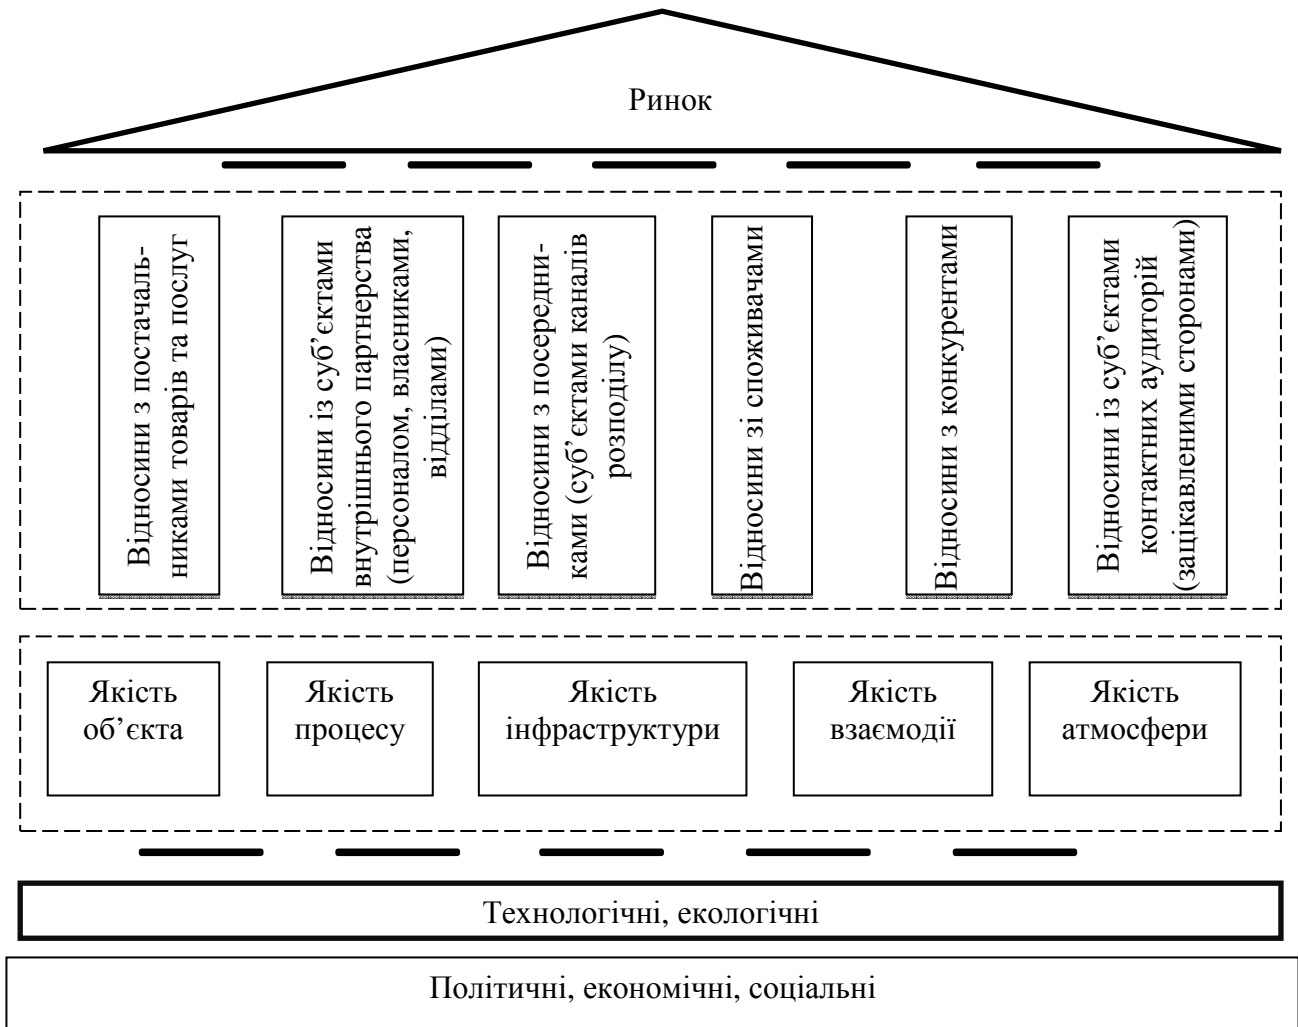 Ринок
Відносини з постачаль-
никами товарів та послуг
Відносини із суб’єктами
внутрішнього партнерства
(персоналом, власниками,
відділами)
Відносини з посередни-
ками (суб’єктами каналів
розподілу)
Відносини зі споживачами
Відносини з конкурентами
Відносини із суб’єктами
контактних аудиторій
(зацікавленими сторонами)
Якість
об’єкта
Якість
процесу
Якість
інфраструктури
Якість
взаємодії
Якість
атмосфери
Технологічні, екологічні
Політичні, економічні, соціальні